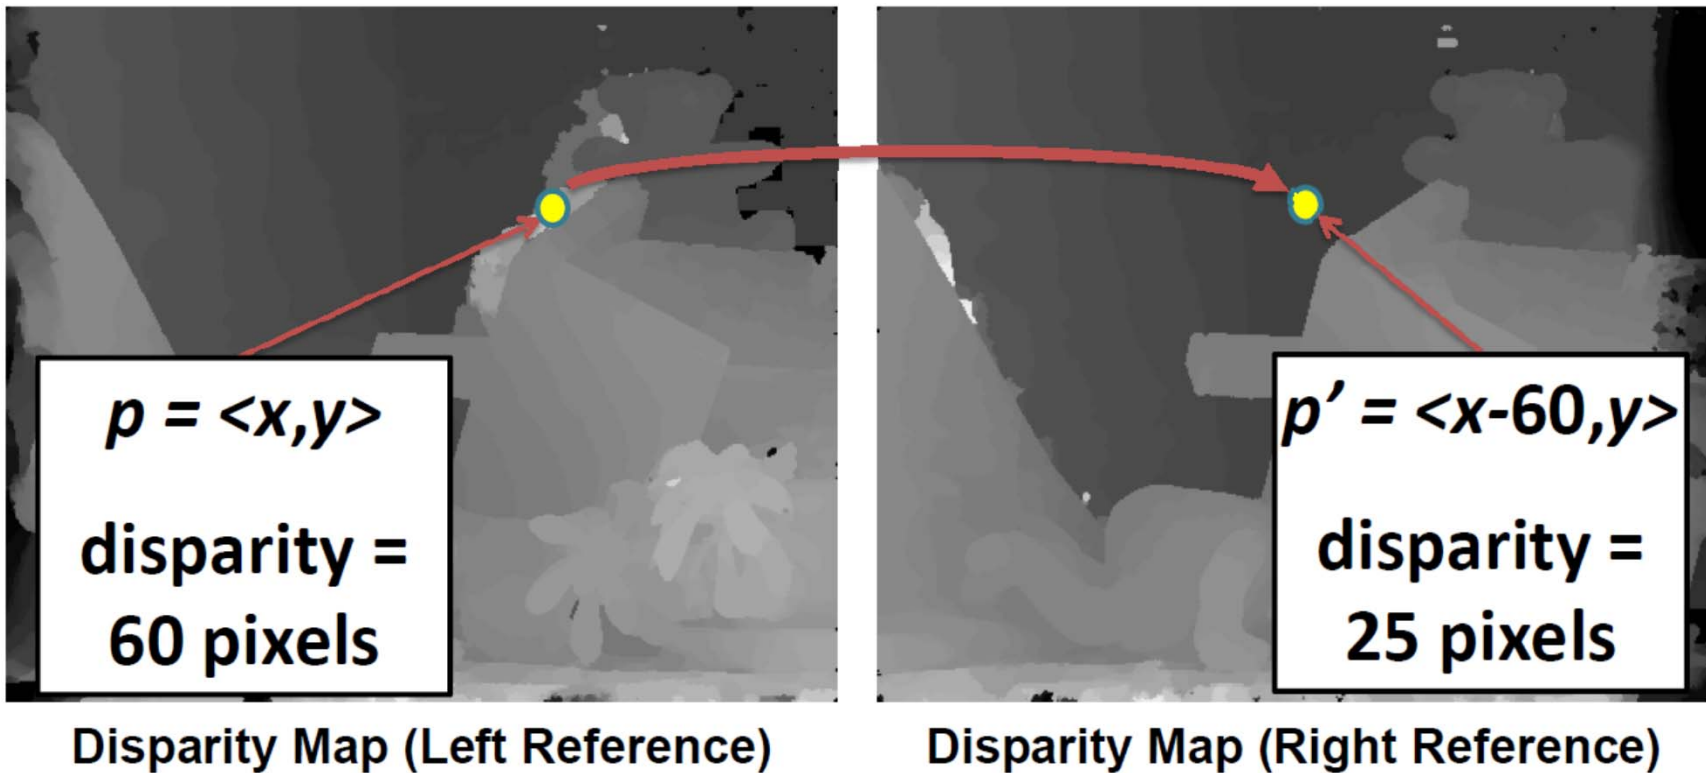 p = <x,y>
disparity =
60 pixels
p’ = <x-60,y>
disparity =
25 pixels
Disparity Map (Left Reference)
Disparity Map (Right Reference)